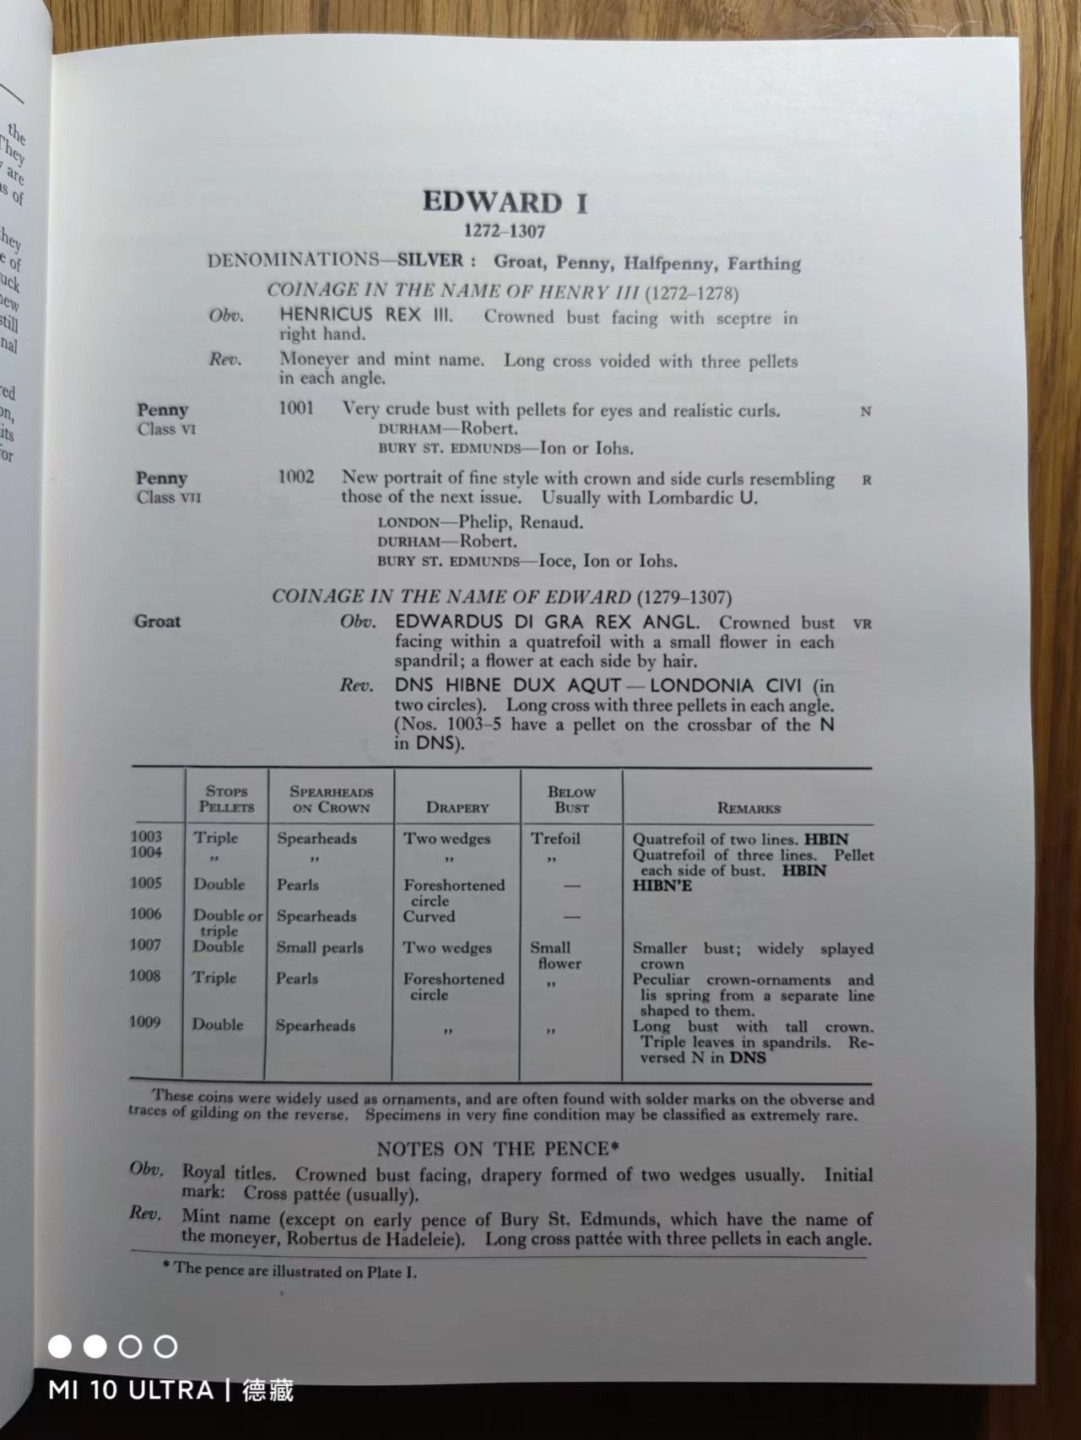 the
They
are
ns of
they
e of
uck
new
still
nal
red
on,
its
for
EDWARD I
1272–1307
DENOMINATIONS—SILVER : Groat, Penny, Halfpenny, Farthing
COINAGE IN THE NAME OF HENRY III (1272–1278)
Obv. HENRICUS REX III. Crowned bust facing with sceptre in
right hand.
Rev. Moneyer and mint name. Long cross voided with three pellets
in each angle.
Penny 1001 Very crude bust with pellets for eyes and realistic curls. N
Class VI DURHAM—Robert.
BURY ST. EDMUNDS—Ion or Iohs.
Penny 1002 New portrait of fine style with crown and side curls resembling R
Class VII those of the next issue. Usually with Lombardic U.
LONDON—Phelip, Renaud.
DURHAM—Robert.
BURY ST. EDMUNDS—Ioce, Ion or Iohs.
COINAGE IN THE NAME OF EDWARD (1279–1307)
Groat Obv. EDWARDUS DI GRA REX ANGL. Crowned bust VR
facing within a quatrefoil with a small flower in each
spandril; a flower at each side by hair.
Rev. DNS HIBNE DUX AQUT — LONDONIA CIVI (in
two circles). Long cross with three pellets in each angle.
(Nos. 1003–5 have a pellet on the crossbar of the N
in DNS).
STOPS SPEARHEADS BELOW
PELLETS ON CROWN DRAPERY BUST REMARKS
1003 Triple Spearheads Two wedges Trefoil Quatrefoil of two lines. HBIN
1004 ,, ,, ,, ,, Quatrefoil of three lines. Pellet
each side of bust. HBIN
1005 Double Pearls Foreshortened — HIBN'E
circle
1006 Double or Spearheads Curved —
triple
1007 Double Small pearls Two wedges Small Smaller bust; widely splayed
flower crown
1008 Triple Pearls Foreshortened ,, Peculiar crown-ornaments and
circle lis spring from a separate line
shaped to them.
1009 Double Spearheads ,, ,, Long bust with tall crown.
Triple leaves in spandrils. Re-
versed N in DNS
These coins were widely used as ornaments, and are often found with solder marks on the obverse and
traces of gilding on the reverse. Specimens in very fine condition may be classified as extremely rare.
NOTES ON THE PENCE*
Obv. Royal titles. Crowned bust facing, drapery formed of two wedges usually. Initial
mark: Cross pattée (usually).
Rev. Mint name (except on early pence of Bury St. Edmunds, which have the name of
the moneyer, Robertus de Hadeleie). Long cross pattée with three pellets in each angle.
* The pence are illustrated on Plate I.
MI 10 ULTRA | 德藏